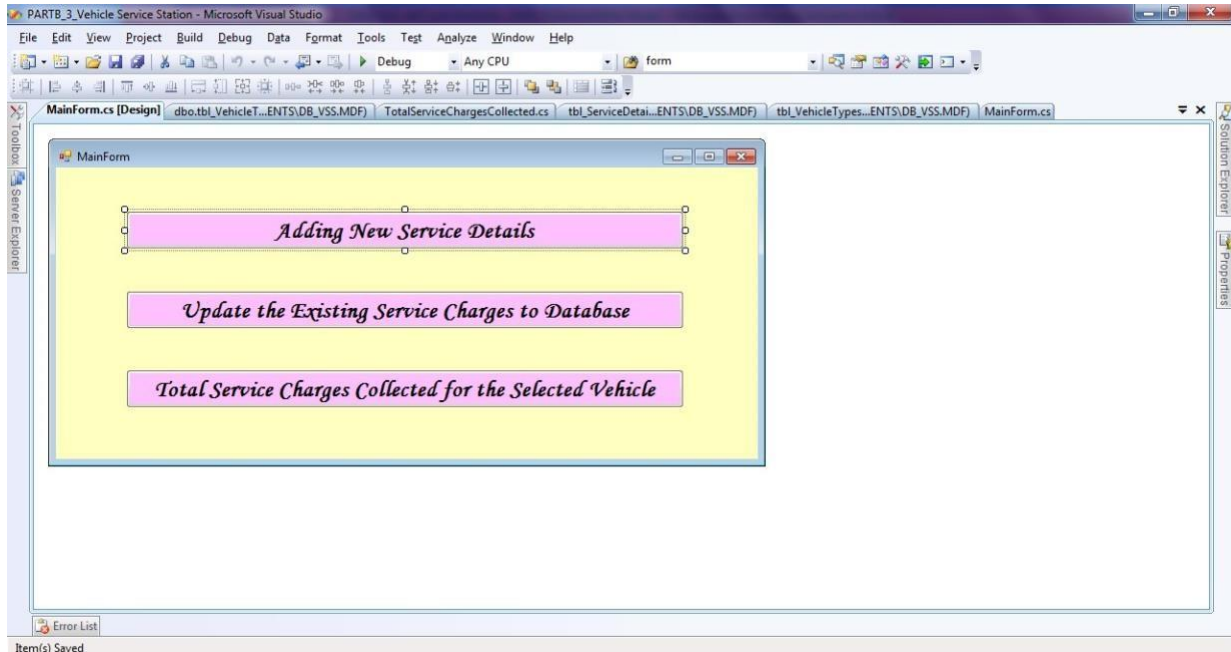 PARTB_3_Vehicle Service Station - Microsoft Visual Studio
File Edit View Project Build Debug Data Format Tools Test Analyze Window Help
Debug Any CPU form
MainForm.cs [Design] dbo.tbl_VehicleT...ENTS\DB_VSS.MDF) TotalServiceChargesCollected.cs tbl_ServiceDetai...ENTS\DB_VSS.MDF) tbl_VehicleTypes...ENTS\DB_VSS.MDF) MainForm.cs
Toolbox
Server Explorer
MainForm
Adding New Service Details
Update the Existing Service Charges to Database
Total Service Charges Collected for the Selected Vehicle
Solution Explorer
Properties
Error List
Item(s) Saved